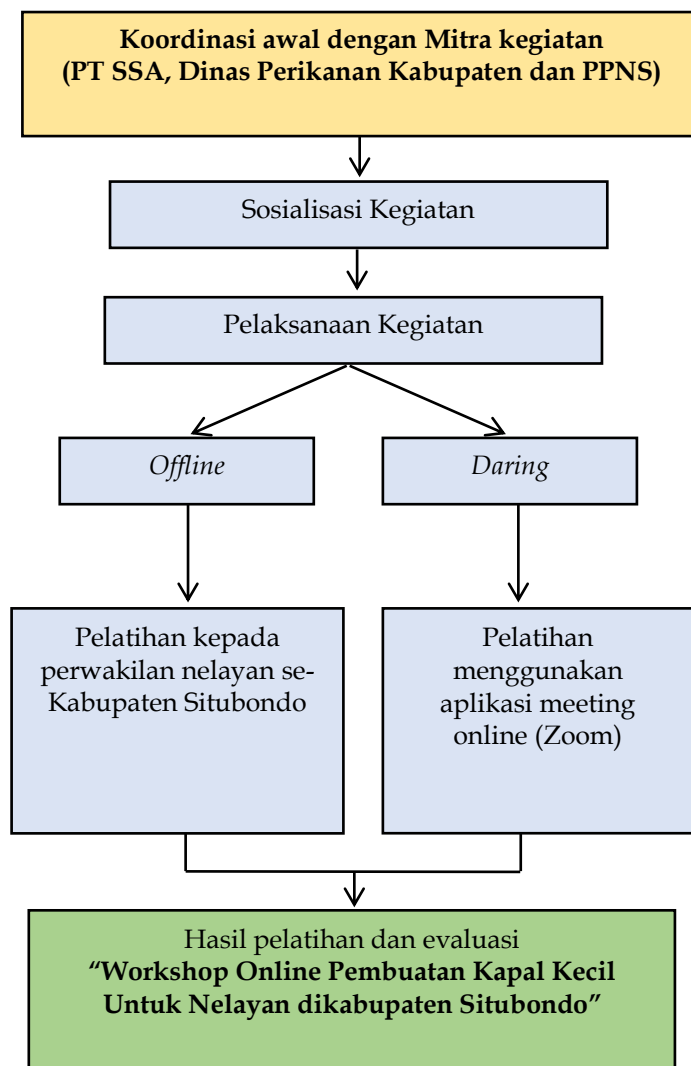 Koordinasi awal dengan Mitra kegiatan
(PT SSA, Dinas Perikanan Kabupaten dan PPNS)
Sosialisasi Kegiatan
Pelaksanaan Kegiatan
Offline
Daring
Pelatihan kepada
perwakilan nelayan se-
Kabupaten Situbondo
Pelatihan
menggunakan
aplikasi meeting
online (Zoom)
Hasil pelatihan dan evaluasi
“Workshop Online Pembuatan Kapal Kecil
Untuk Nelayan dikabupaten Situbondo”